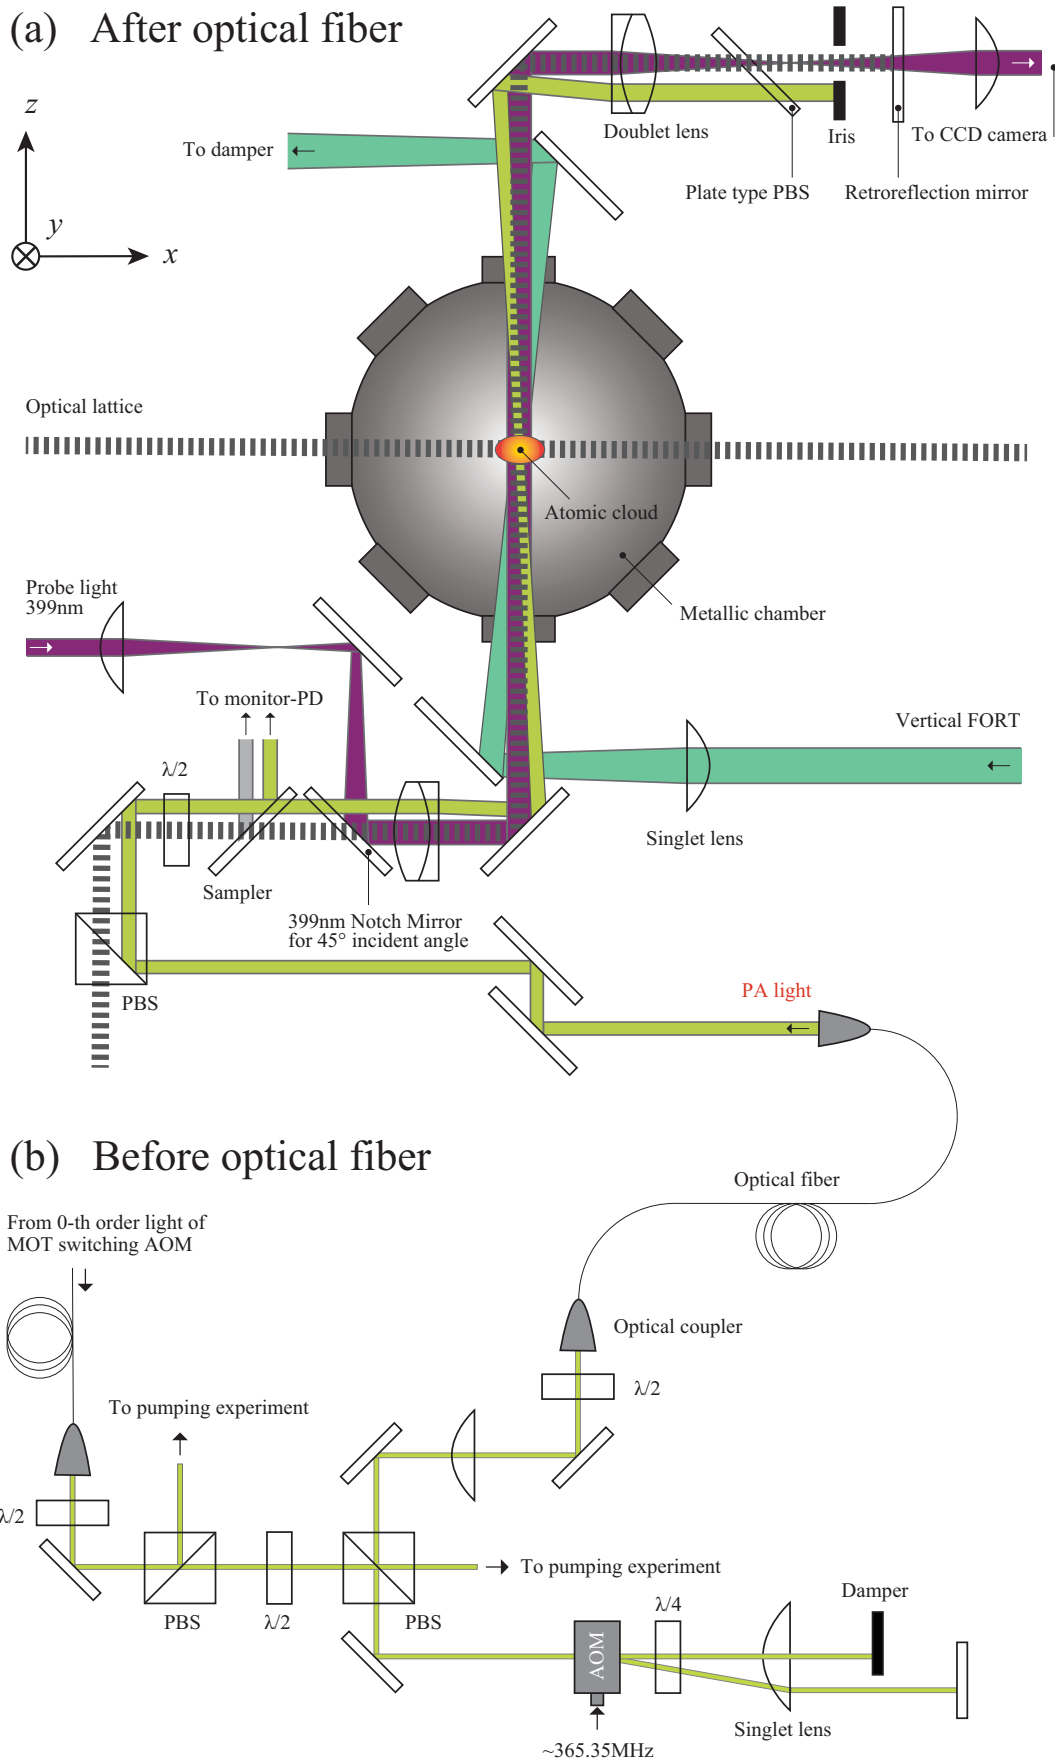 (a) After optical fiber
z
y
x
Doublet lens
Iris
To CCD camera
Plate type PBS
Retroreflection mirror
To damper
Optical lattice
Atomic cloud
Metallic chamber
Probe light
399nm
To monitor-PD
Vertical FORT
λ/2
Singlet lens
Sampler
399nm Notch Mirror
for 45° incident angle
PBS
PA light
(b) Before optical fiber
Optical fiber
From 0-th order light of
MOT switching AOM
Optical coupler
λ/2
To pumping experiment
λ/2
To pumping experiment
PBS
λ/2
PBS
λ/4
Damper
AOM
Singlet lens
~365.35MHz